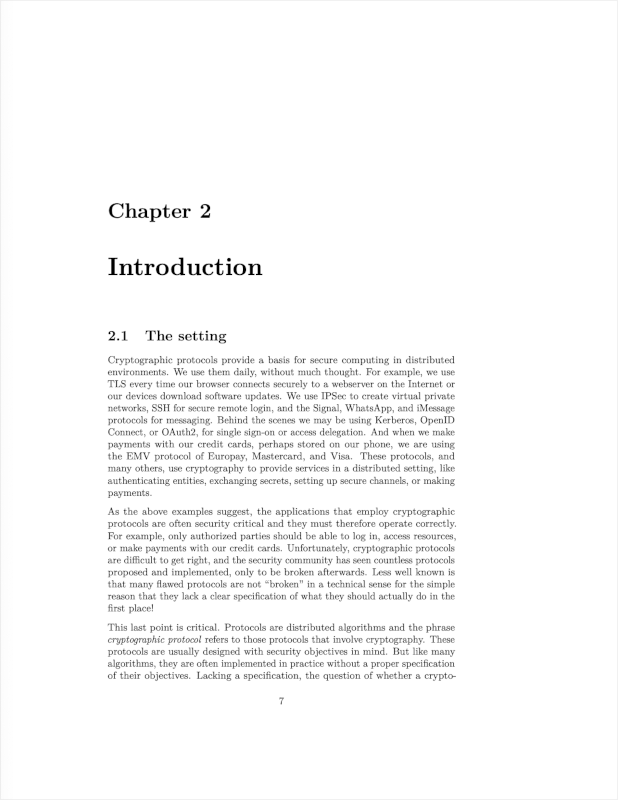 Chapter 2
Introduction
2.1 The setting
Cryptographic protocols provide a basis for secure computing in distributed
environments. We use them daily, without much thought. For example, we use
TLS every time our browser connects securely to a webserver on the Internet or
our devices download software updates. We use IPSec to create virtual private
networks, SSH for secure remote login, and the Signal, WhatsApp, and iMessage
protocols for messaging. Behind the scenes we may be using Kerberos, OpenID
Connect, or OAuth2, for single sign-on or access delegation. And when we make
payments with our credit cards, perhaps stored on our phone, we are using
the EMV protocol of Europay, Mastercard, and Visa. These protocols, and
many others, use cryptography to provide services in a distributed setting, like
authenticating entities, exchanging secrets, setting up secure channels, or making
payments.
As the above examples suggest, the applications that employ cryptographic
protocols are often security critical and they must therefore operate correctly.
For example, only authorized parties should be able to log in, access resources,
or make payments with our credit cards. Unfortunately, cryptographic protocols
are difficult to get right, and the security community has seen countless protocols
proposed and implemented, only to be broken afterwards. Less well known is
that many flawed protocols are not “broken” in a technical sense for the simple
reason that they lack a clear specification of what they should actually do in the
first place!
This last point is critical. Protocols are distributed algorithms and the phrase
cryptographic protocol refers to those protocols that involve cryptography. These
protocols are usually designed with security objectives in mind. But like many
algorithms, they are often implemented in practice without a proper specification
of their objectives. Lacking a specification, the question of whether a crypto-
7